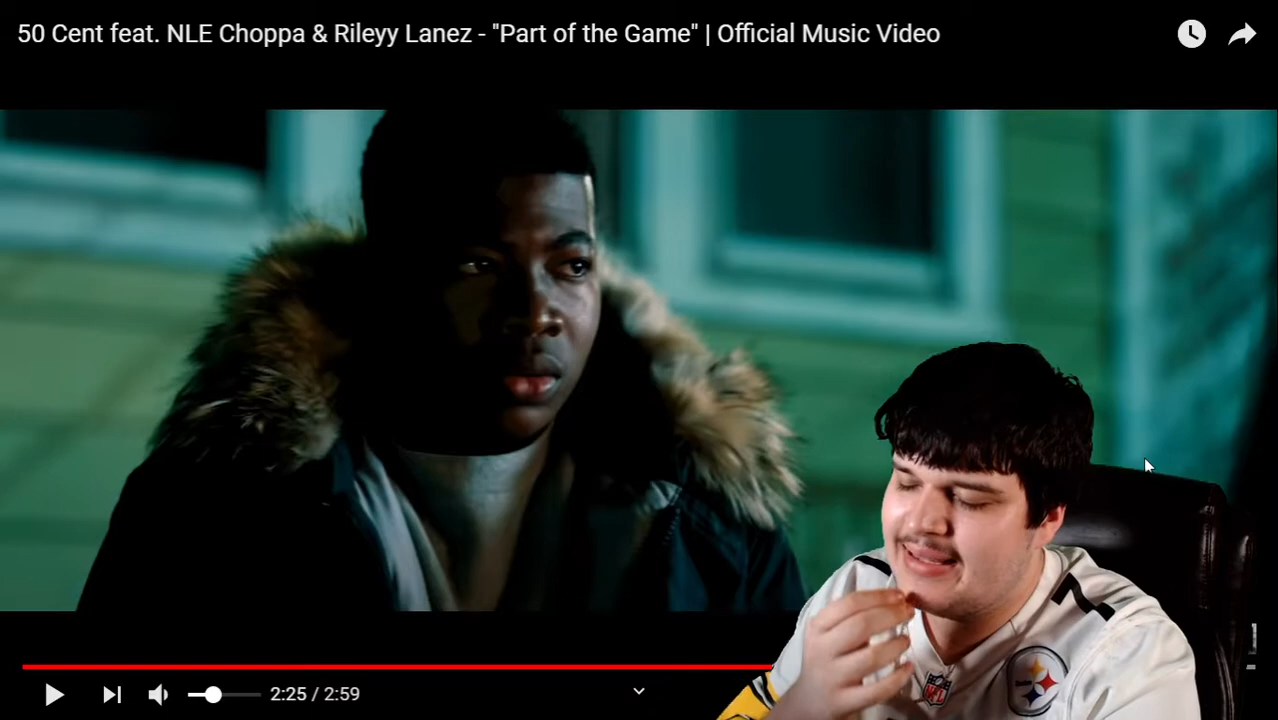 50 Cent feat. NLE Choppa & Rileyy Lanez - "Part of the Game" | Official Music Video
NFL
Steelers
2:25 / 2:59